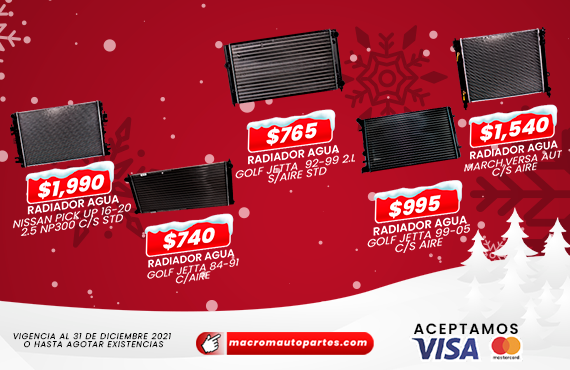 $1,990
RADIADOR AGUA
NISSAN PICK UP 16-20
2.5 NP300 C/S STD
$740
RADIADOR AGUA
GOLF JETTA 84-91
C/AIRE
$765
RADIADOR AGUA
GOLF JETTA 92-99 2.L
S/AIRE STD
$995
RADIADOR AGUA
GOLF JETTA 99-05
C/S AIRE
$1,540
RADIADOR AGUA
MARCH,VERSA AUT
C/S AIRE
VIGENCIA AL 31 DE DICIEMBRE 2021
O HASTA AGOTAR EXISTENCIAS
macromautopartes.com
ACEPTAMOS
VISA
mastercard